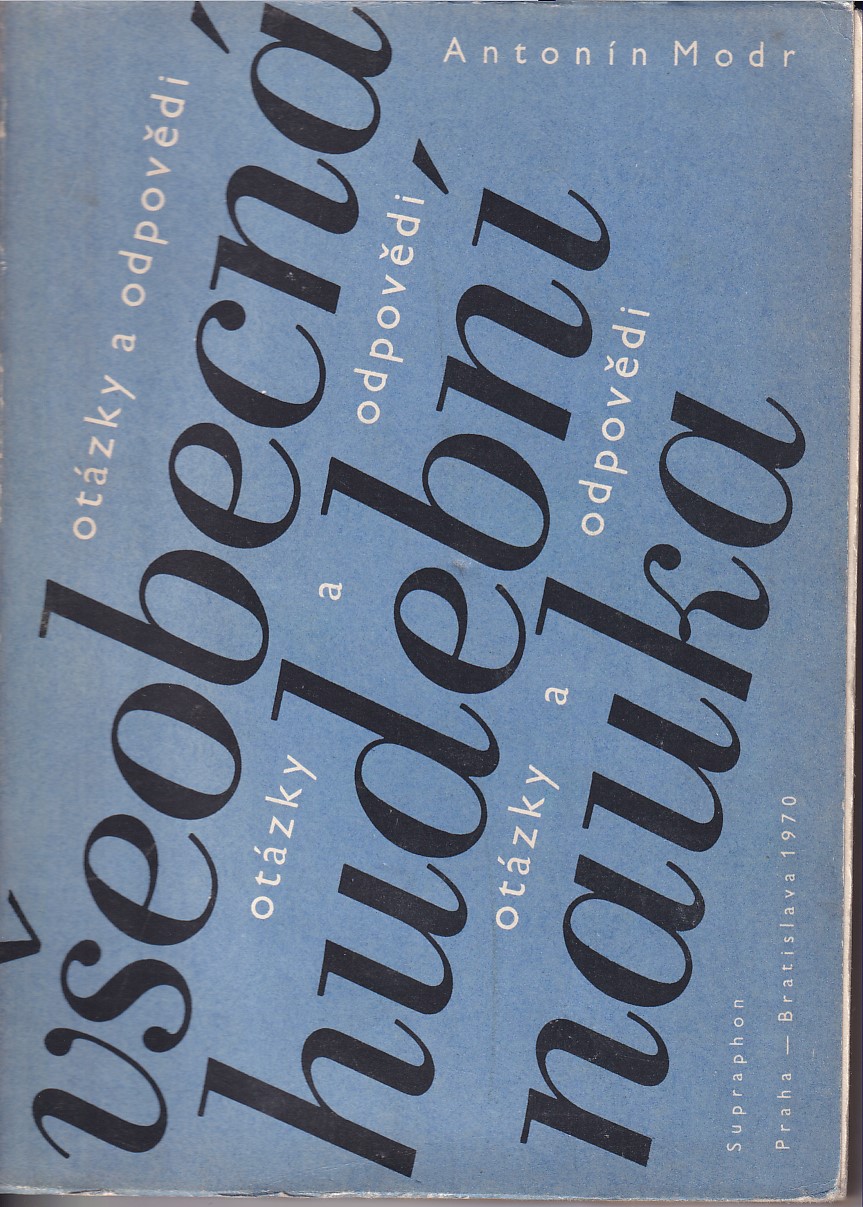 Antonín Modr
otázky a odpovědi
všeobecná
otázky a odpovědi
hudební
otázky a odpovědi
nauka
Supraphon
Praha — Bratislava 1970